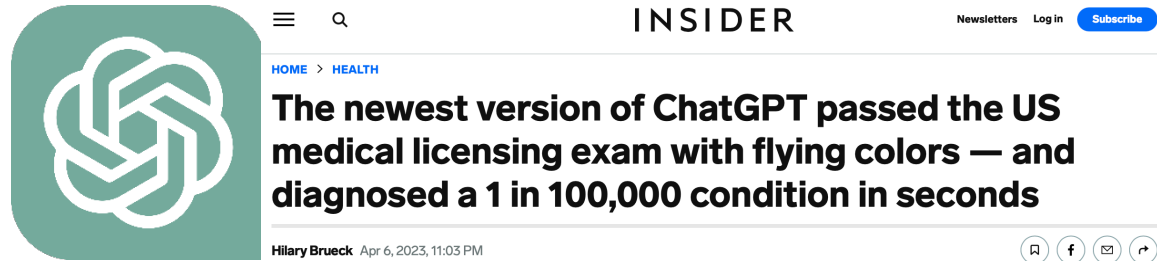 INSIDER
Newsletters Log in Subscribe
HOME > HEALTH
The newest version of ChatGPT passed the US
medical licensing exam with flying colors — and
diagnosed a 1 in 100,000 condition in seconds
Hilary Brueck Apr 6, 2023, 11:03 PM